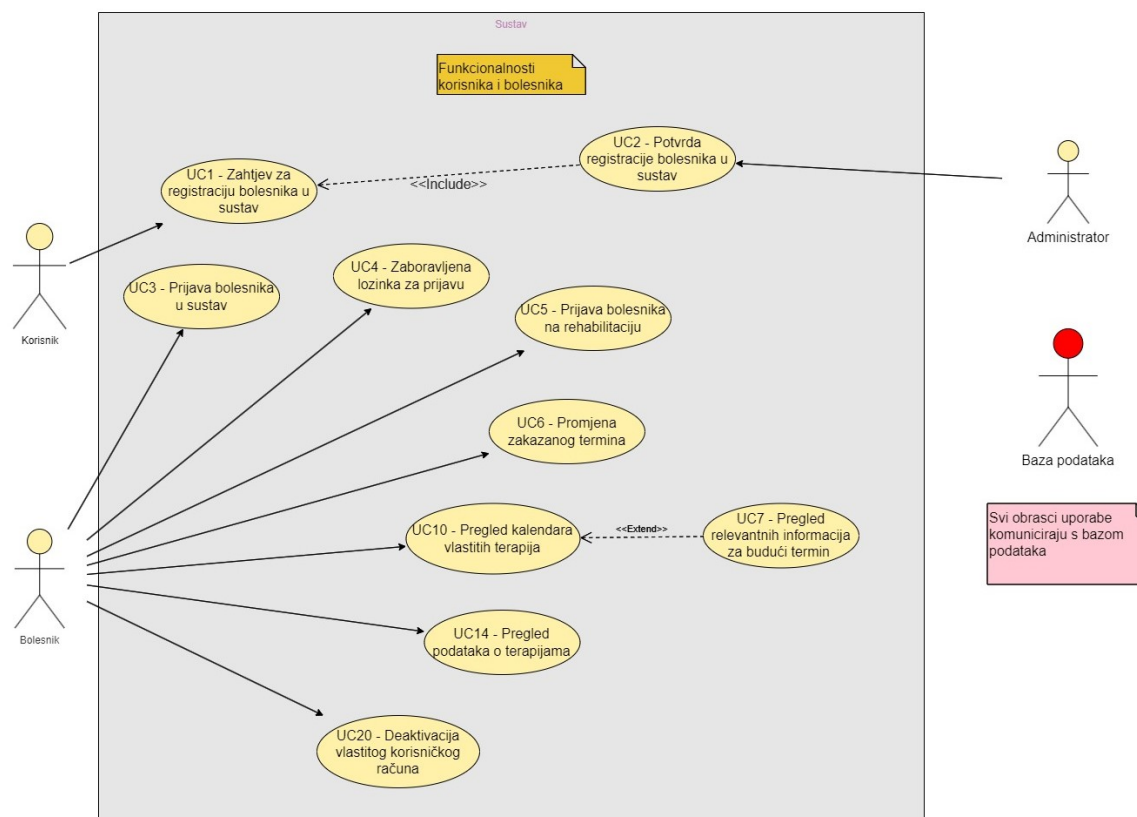 Sustav
Funkcionalnosti
korisnika i bolesnika
UC2 - Potvrda
registracije bolesnika u
sustav
UC1 - Zahtjev za
registraciju bolesnika u
sustav
<<Include>>
Administrator
Korisnik
UC3 - Prijava bolesnika
u sustav
UC4 - Zaboravljena
lozinka za prijavu
UC5 - Prijava bolesnika
na rehabilitaciju
UC6 - Promjena
zakazanog termina
Baza podataka
Svi obrasci uporabe
komuniciraju s bazom
podataka
UC10 - Pregled kalendara
vlastitih terapija
<<Extend>>
UC7 - Pregled
relevantnih informacija
za budući termin
Bolesnik
UC14 - Pregled
podataka o terapijama
UC20 - Deaktivacija
vlastitog korisničkog
računa